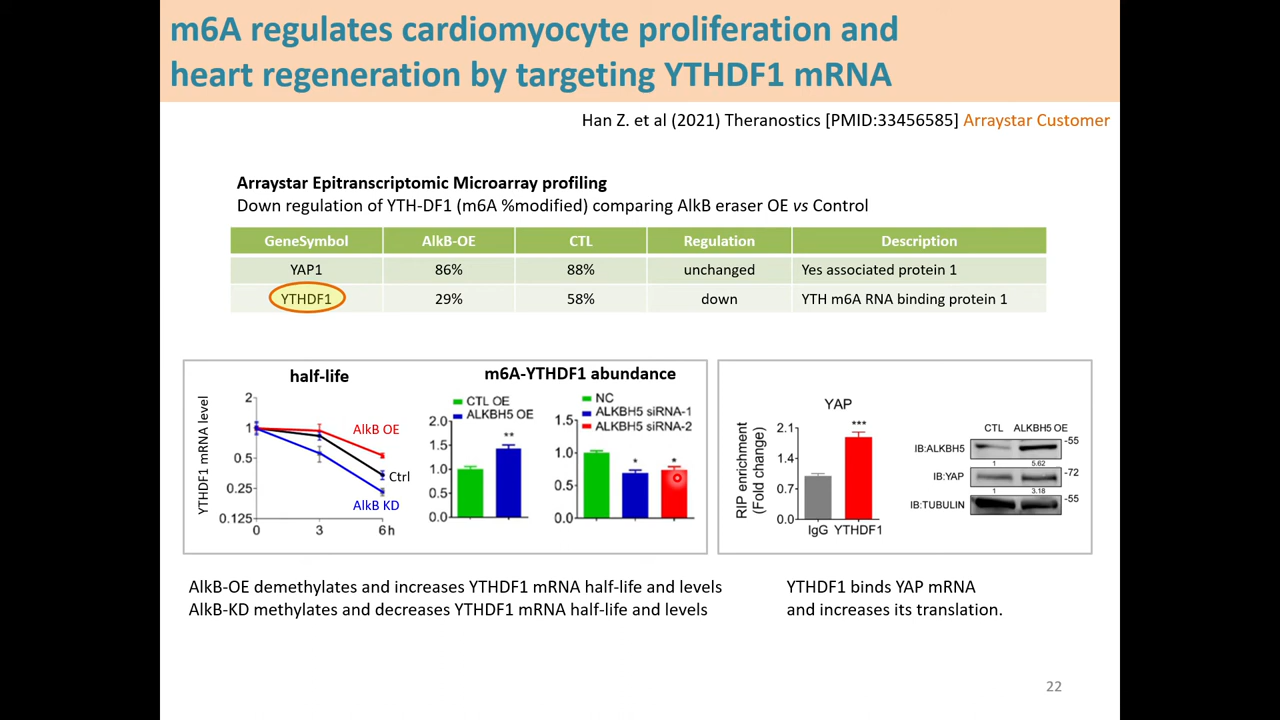 m6A regulates cardiomyocyte proliferation and
heart regeneration by targeting YTHDF1 mRNA
Han Z. et al (2021) Theranostics [PMID:33456585] Arraystar Customer
Arraystar Epitranscriptomic Microarray profiling
Down regulation of YTH-DF1 (m6A %modified) comparing AlkB eraser OE vs Control
GeneSymbol AlkB-OE CTL Regulation Description
YAP1 86% 88% unchanged Yes associated protein 1
YTHDF1 29% 58% down YTH m6A RNA binding protein 1
half-life
YTHDF1 mRNA level
2
1
0.5
0.25
0.125
0 3 6h
AlkB OE
Ctrl
AlkB KD
m6A-YTHDF1 abundance
CTL OE
ALKBH5 OE
2.0
1.5
1.0
0.5
0.0
**
NC
ALKBH5 siRNA-1
ALKBH5 siRNA-2
1.5
1.0
0.5
0.0
* *
YAP
RIP enrichment
(Fold change)
2.1
1.4
0.7
0.0
***
IgG YTHDF1
CTL ALKBH5 OE
IB:ALKBH5 -55
1 5.62
IB:YAP -72
1 3.18
IB:TUBULIN -55
AlkB-OE demethylates and increases YTHDF1 mRNA half-life and levels
AlkB-KD methylates and decreases YTHDF1 mRNA half-life and levels
YTHDF1 binds YAP mRNA
and increases its translation.
22